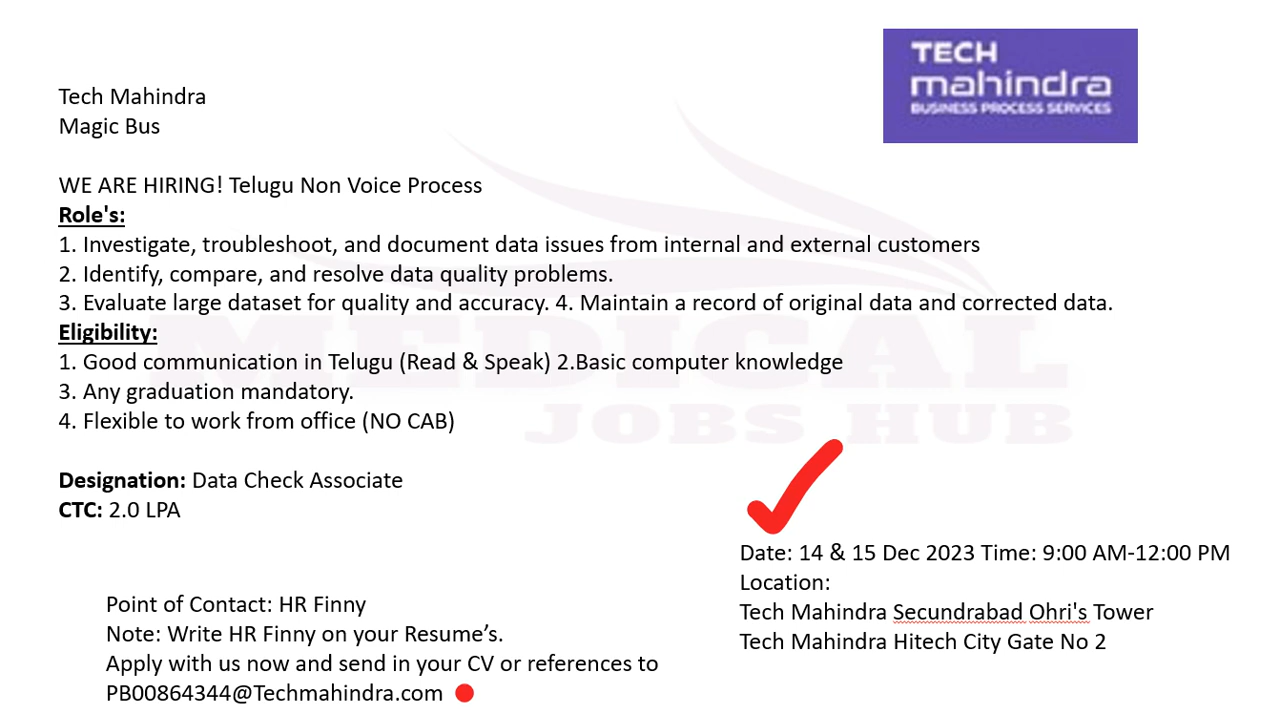 TECH
mahindra
BUSINESS PROCESS SERVICES
Tech Mahindra
Magic Bus
WE ARE HIRING! Telugu Non Voice Process
Role's:
1. Investigate, troubleshoot, and document data issues from internal and external customers
2. Identify, compare, and resolve data quality problems.
3. Evaluate large dataset for quality and accuracy. 4. Maintain a record of original data and corrected data.
Eligibility:
1. Good communication in Telugu (Read & Speak) 2.Basic computer knowledge
3. Any graduation mandatory.
4. Flexible to work from office (NO CAB)
MEDICAL
JOBS HUB
Designation: Data Check Associate
CTC: 2.0 LPA
Date: 14 & 15 Dec 2023 Time: 9:00 AM-12:00 PM
Location:
Tech Mahindra Secundrabad Ohri's Tower
Tech Mahindra Hitech City Gate No 2
Point of Contact: HR Finny
Note: Write HR Finny on your Resume’s.
Apply with us now and send in your CV or references to
PB00864344@Techmahindra.com